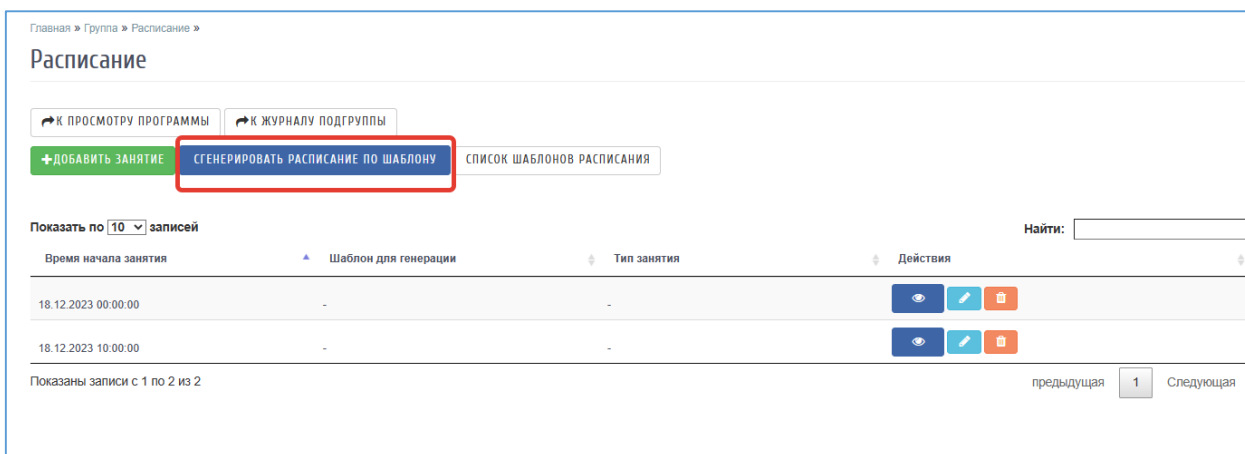 Главная » Группа » Расписание »
Расписание
К ПРОСМОТРУ ПРОГРАММЫ К ЖУРНАЛУ ПОДГРУППЫ
+ДОБАВИТЬ ЗАНЯТИЕ СГЕНЕРИРОВАТЬ РАСПИСАНИЕ ПО ШАБЛОНУ СПИСОК ШАБЛОНОВ РАСПИСАНИЯ
Показать по 10 записей Найти:
Время начала занятия Шаблон для генерации Тип занятия Действия
18.12.2023 00:00:00 - -
18.12.2023 10:00:00 - -
Показаны записи с 1 по 2 из 2 предыдущая 1 Следующая